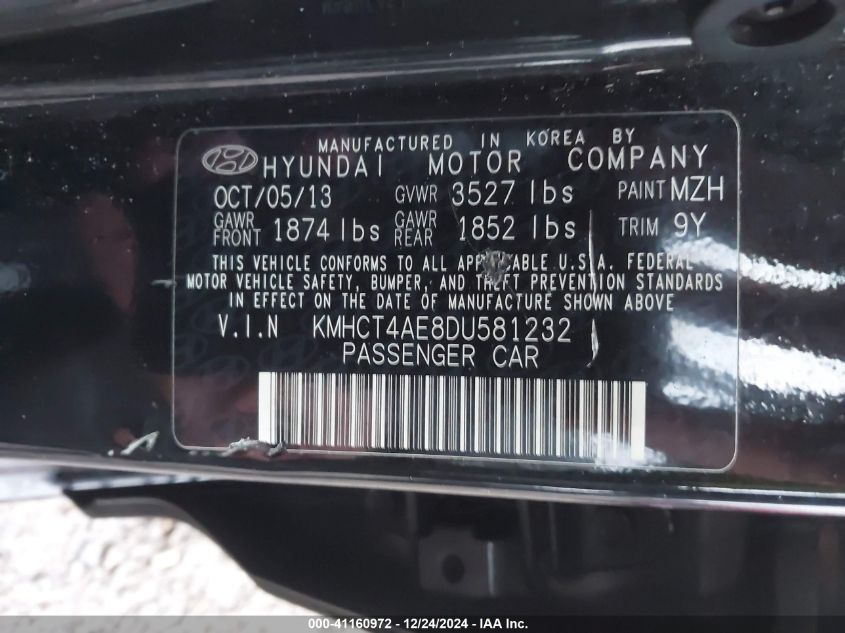 MANUFACTURED IN KOREA BY
HYUNDAI MOTOR COMPANY
OCT/05/13 GVWR 3527 lbs PAINT MZH
GAWR FRONT 1874 lbs GAWR REAR 1852 lbs TRIM 9Y
THIS VEHICLE CONFORMS TO ALL APPLICABLE U.S.A. FEDERAL
MOTOR VEHICLE SAFETY, BUMPER, AND THEFT PREVENTION STANDARDS
IN EFFECT ON THE DATE OF MANUFACTURE SHOWN ABOVE
V.I.N KMHCT4AE8DU581232
PASSENGER CAR
000-41160972 - 12/24/2024 - IAA Inc.